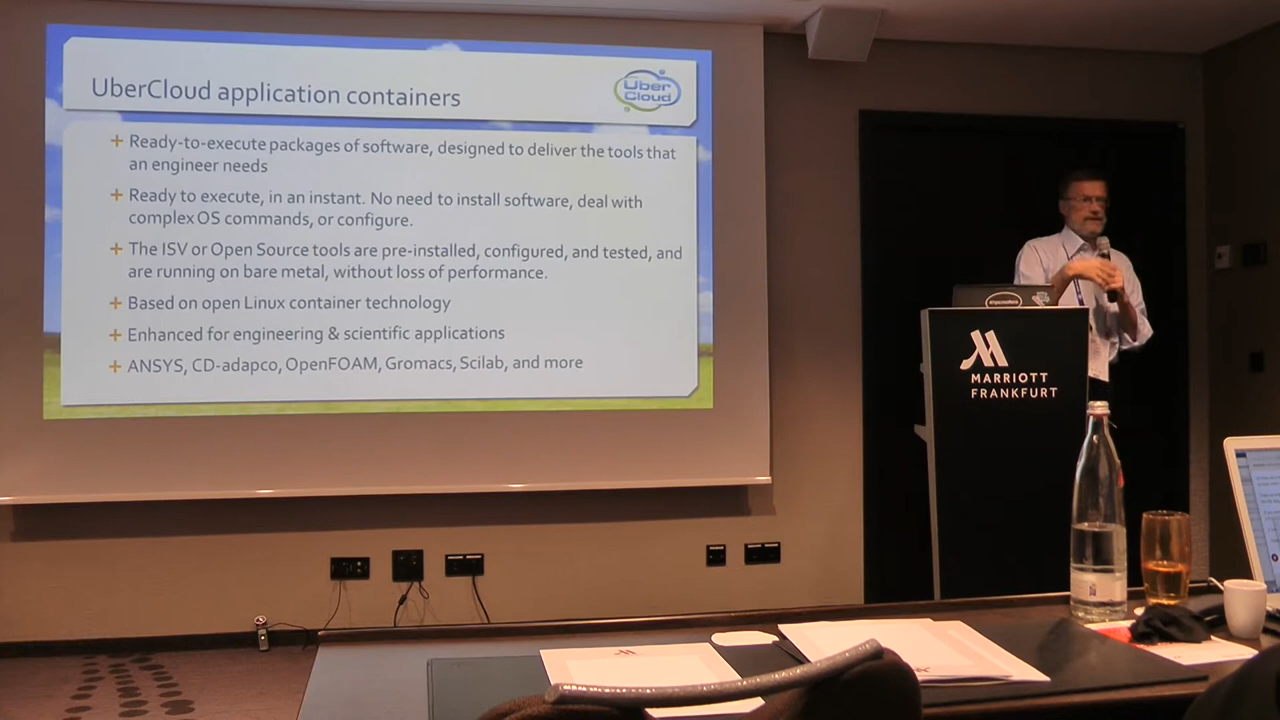 UberCloud application containers
Uber
Cloud
Ready-to-execute packages of software, designed to deliver the tools that
an engineer needs
Ready to execute, in an instant. No need to install software, deal with
complex OS commands, or configure.
The ISV or Open Source tools are pre-installed, configured, and tested, and
are running on bare metal, without loss of performance.
Based on open Linux container technology
Enhanced for engineering & scientific applications
ANSYS, CD-adapco, OpenFOAM, Gromacs, Scilab, and more
MARRIOTT
FRANKFURT